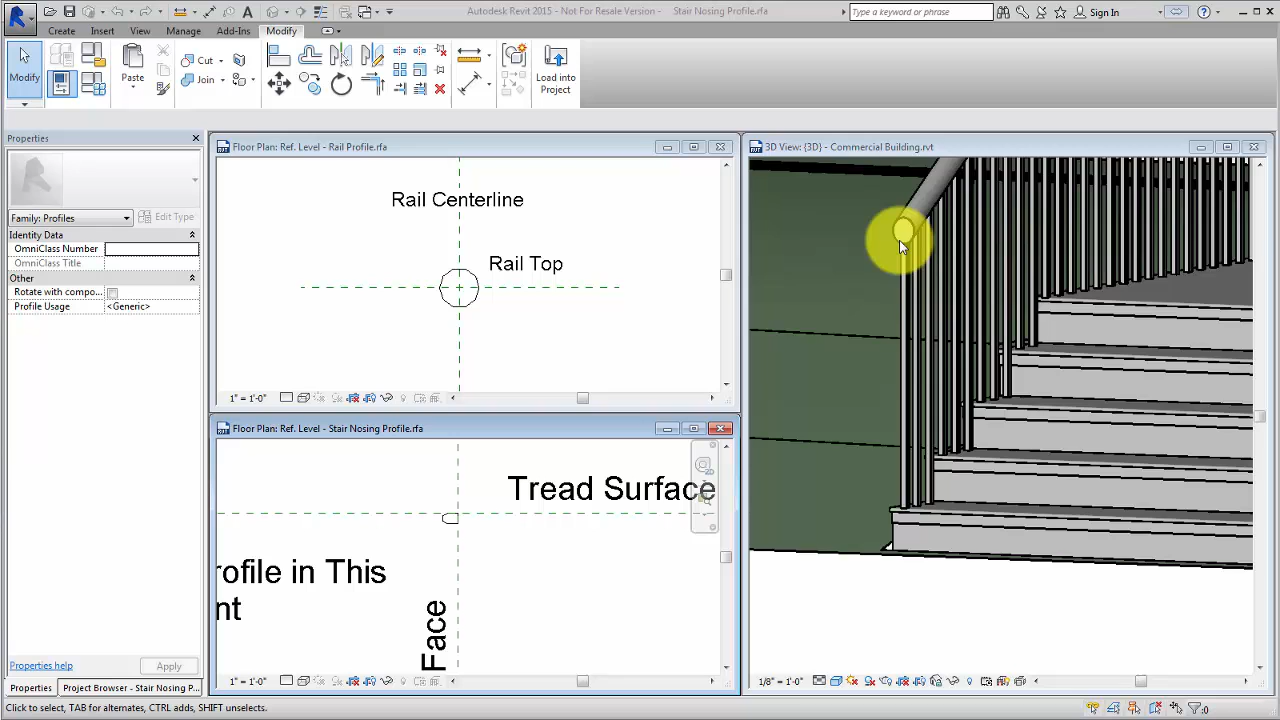 Autodesk Revit 2015 - Not For Resale Version - Stair Nosing Profile.rfa
Type a keyword or phrase
Sign In
Create
Insert
View
Manage
Add-Ins
Modify
Modify
Paste
Cut
Join
Load into
Project
Properties
Family: Profiles
Edit Type
Identity Data
OmniClass Number
OmniClass Title
Other
Rotate with compo...
Profile Usage
<Generic>
Properties help
Apply
Properties
Project Browser - Stair Nosing P...
Floor Plan: Ref. Level - Rail Profile.rfa
Rail Centerline
Rail Top
1" = 1'-0"
Floor Plan: Ref. Level - Stair Nosing Profile.rfa
Tread Surface
rofile in This
nt
Face
1" = 1'-0"
3D View: {3D} - Commercial Building.rvt
1/8" = 1'-0"
Click to select, TAB for alternates, CTRL adds, SHIFT unselects.
:0